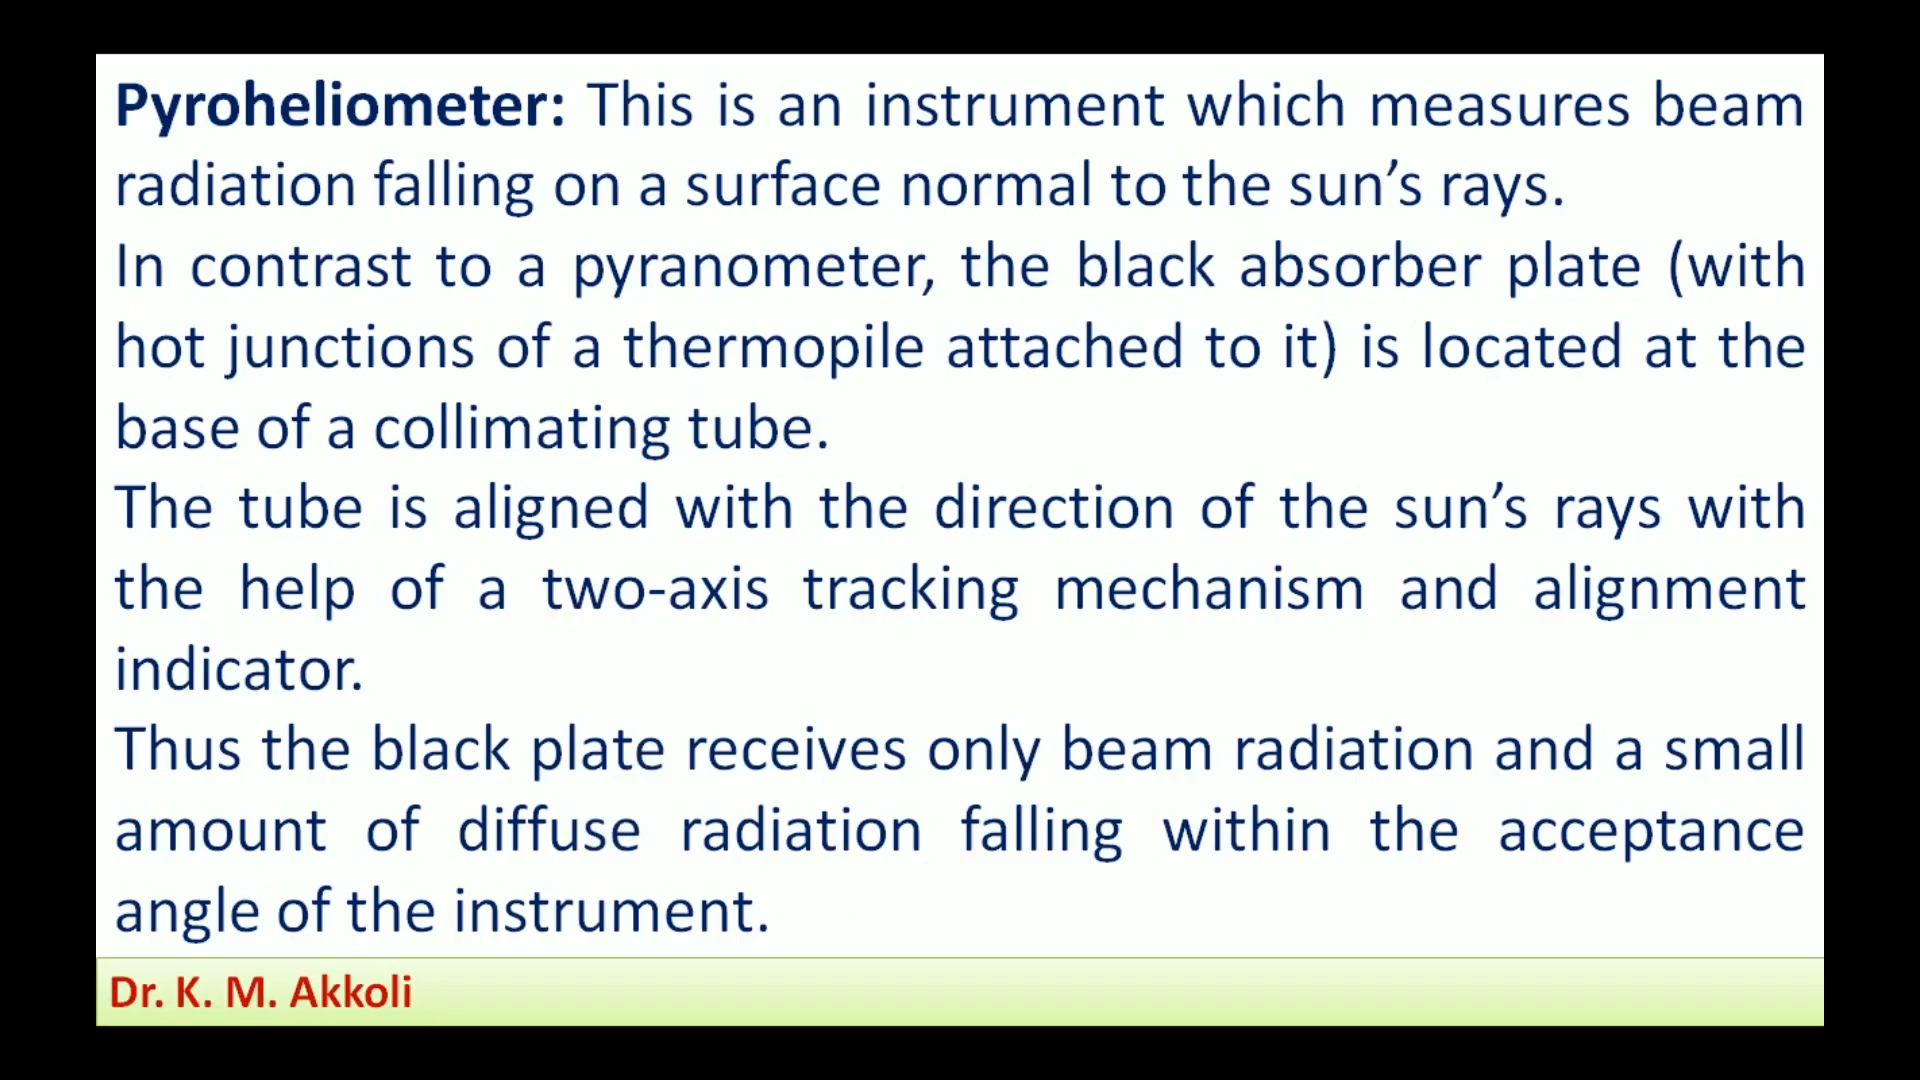 Pyroheliometer: This is an instrument which measures beam
radiation falling on a surface normal to the sun’s rays.
In contrast to a pyranometer, the black absorber plate (with
hot junctions of a thermopile attached to it) is located at the
base of a collimating tube.
The tube is aligned with the direction of the sun’s rays with
the help of a two-axis tracking mechanism and alignment
indicator.
Thus the black plate receives only beam radiation and a small
amount of diffuse radiation falling within the acceptance
angle of the instrument.
Dr. K. M. Akkoli